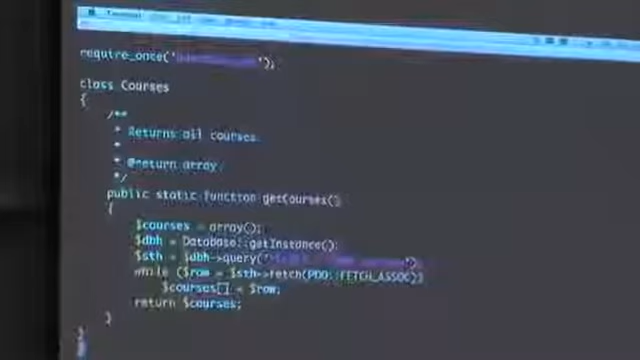 Terminal
require_once('');
class Courses
{
/**
* Returns all courses.
*
* @return array
*/
public static function getCourses()
{
$courses = array();
$dbh = Database::getInstance();
$sth = $dbh->query("");
while ($row = $sth->fetch(PDO::FETCH_ASSOC))
$courses[] = $row;
return $courses;
}
}